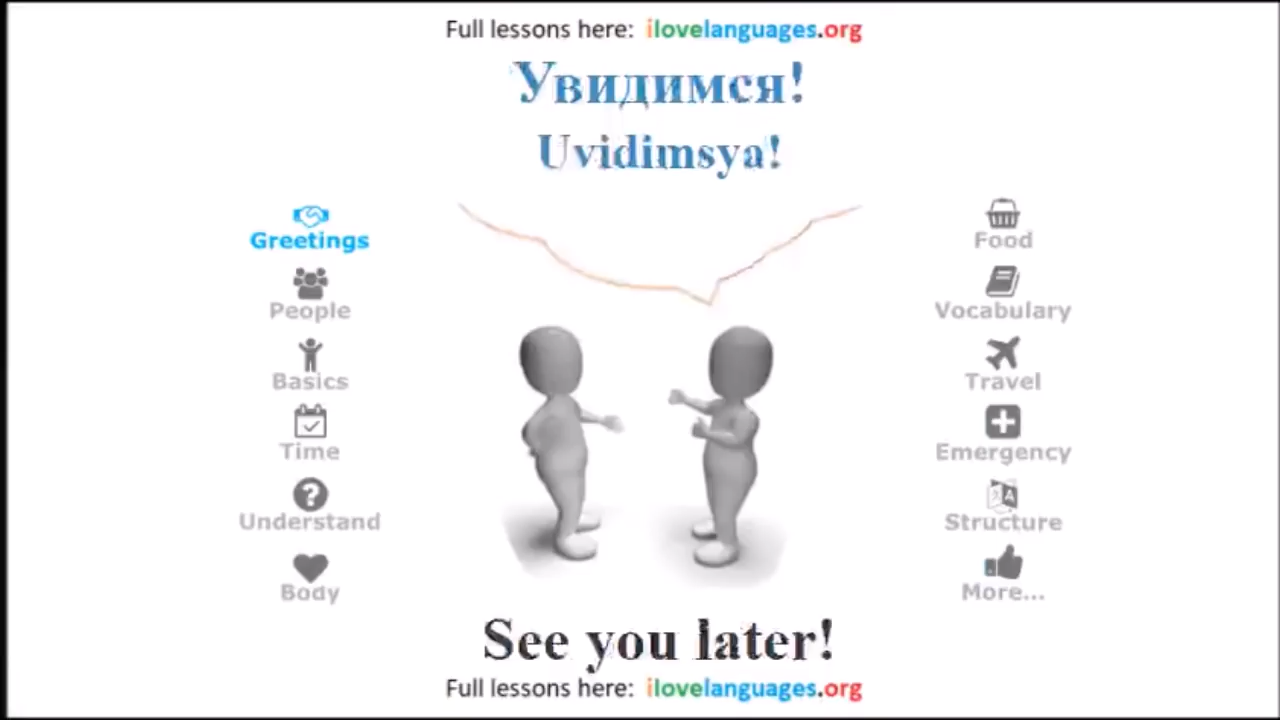 Full lessons here: ilovelanguages.org
Увидимся!
Uvidimsya!
Greetings
People
Basics
Time
Understand
Body
Food
Vocabulary
Travel
Emergency
Structure
More...
See you later!
Full lessons here: ilovelanguages.org